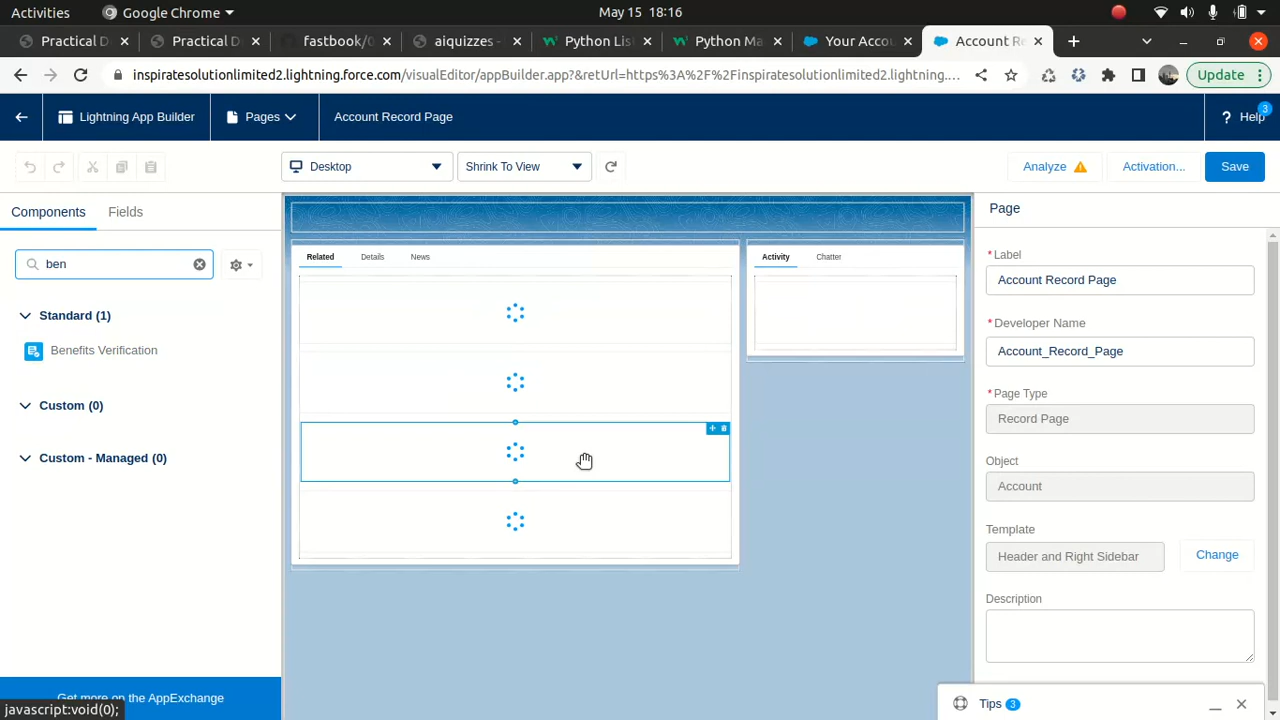 Activities
Google Chrome
May 15 18:16
Practical D
Practical D
fastbook/0
aiquizzes -
Python Lis
Python Ma
Your Accou
Account Re
inspiratesolutionlimited2.lightning.force.com/visualEditor/appBuilder.app?&retUrl=https%3A%2F%2Finspiratesolutionlimited2.lightning....
Update
Lightning App Builder
Pages
Account Record Page
? Help
3
Desktop
Shrink To View
Analyze
Activation...
Save
Components
Fields
ben
Standard (1)
Benefits Verification
Custom (0)
Custom - Managed (0)
Get more on the AppExchange
javascript:void(0);
Related
Details
News
Activity
Chatter
Page
*Label
Account Record Page
*Developer Name
Account_Record_Page
*Page Type
Record Page
Object
Account
Template
Header and Right Sidebar
Change
Description
Tips 3